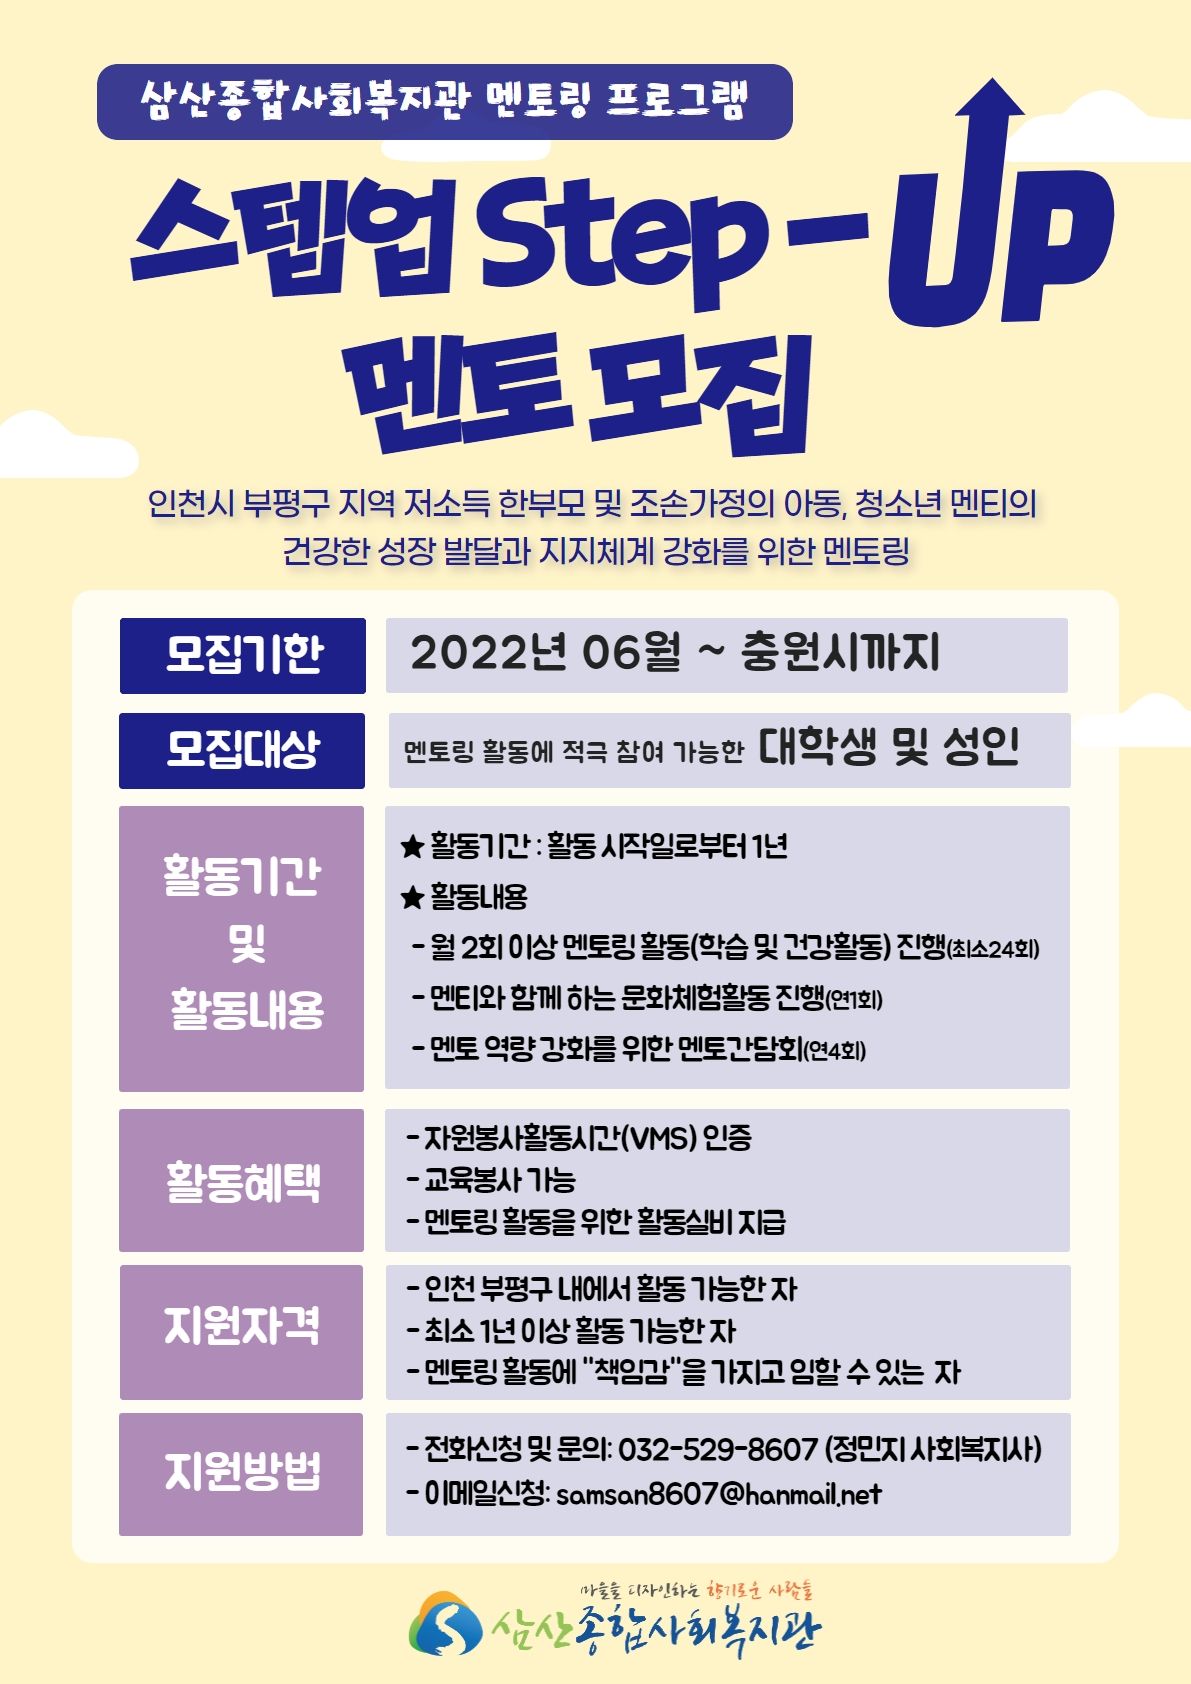 삼산종합사회복지관 멘토링 프로그램
스텝업 Step - UP
멘토 모집
인천시 부평구 지역 저소득 한부모 및 조손가정의 아동, 청소년 멘티의
건강한 성장 발달과 지지체계 강화를 위한 멘토링
모집기한
2022년 06월 ~ 충원시까지
모집대상
멘토링 활동에 적극 참여 가능한 대학생 및 성인
활동기간
및
활동내용
★ 활동기간 : 활동 시작일로부터 1년
★ 활동내용
- 월 2회 이상 멘토링 활동(학습 및 건강활동) 진행(최소24회)
- 멘티와 함께 하는 문화체험활동 진행(연1회)
- 멘토 역량 강화를 위한 멘토간담회(연4회)
활동혜택
- 자원봉사활동시간(VMS) 인증
- 교육봉사 가능
- 멘토링 활동을 위한 활동실비 지급
지원자격
- 인천 부평구 내에서 활동 가능한 자
- 최소 1년 이상 활동 가능한 자
- 멘토링 활동에 "책임감"을 가지고 임할 수 있는 자
지원방법
- 전화신청 및 문의: 032-529-8607 (정민지 사회복지사)
- 이메일신청: samsan8607@hanmail.net
마을을 디자인하는 향기로운 사람들
삼산종합사회복지관